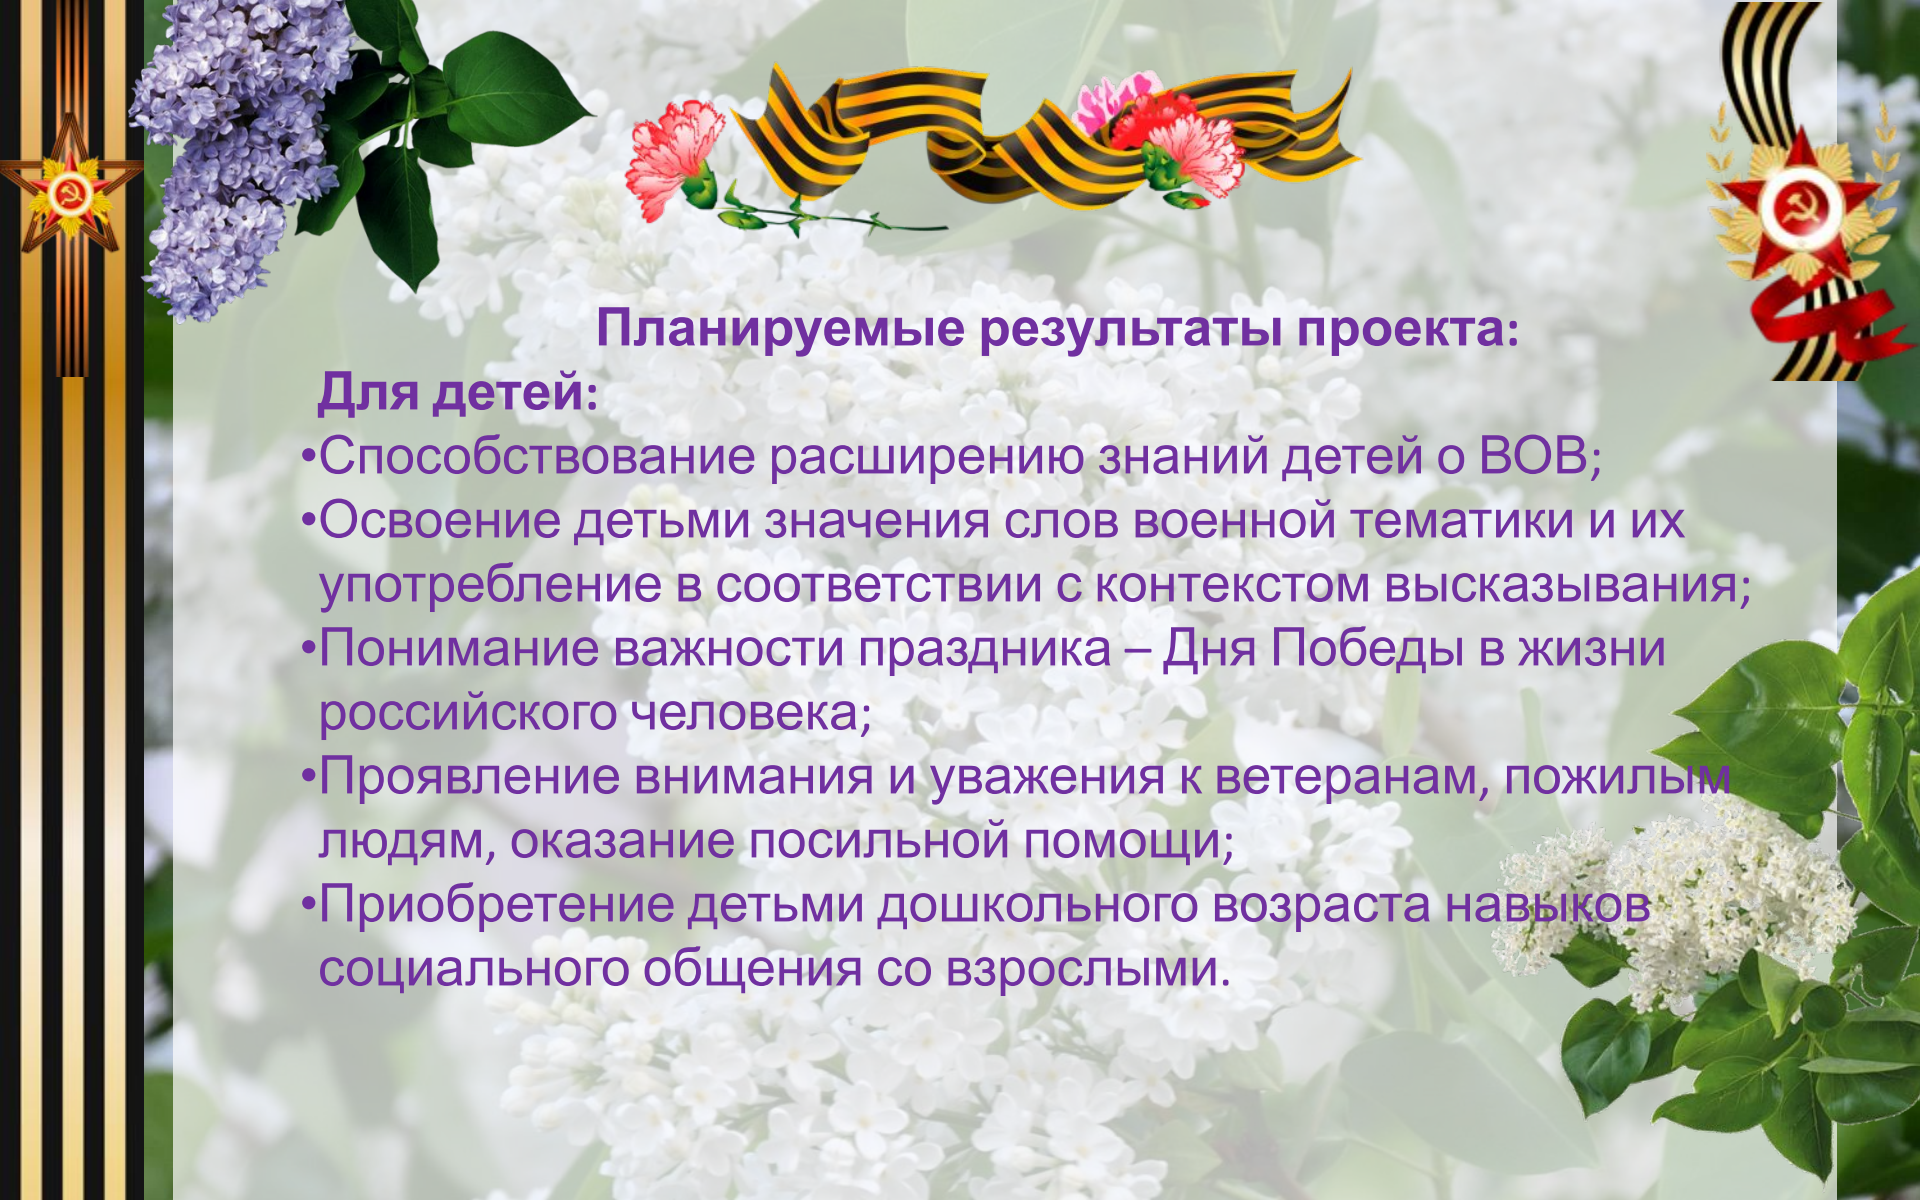 Планируемые результаты проекта:
Для детей:
•Способствование расширению знаний детей о ВОВ;
•Освоение детьми значения слов военной тематики и их
употребление в соответствии с контекстом высказывания;
•Понимание важности праздника – Дня Победы в жизни
российского человека;
•Проявление внимания и уважения к ветеранам, пожилым
людям, оказание посильной помощи;
•Приобретение детьми дошкольного возраста навыков
социального общения со взрослыми.